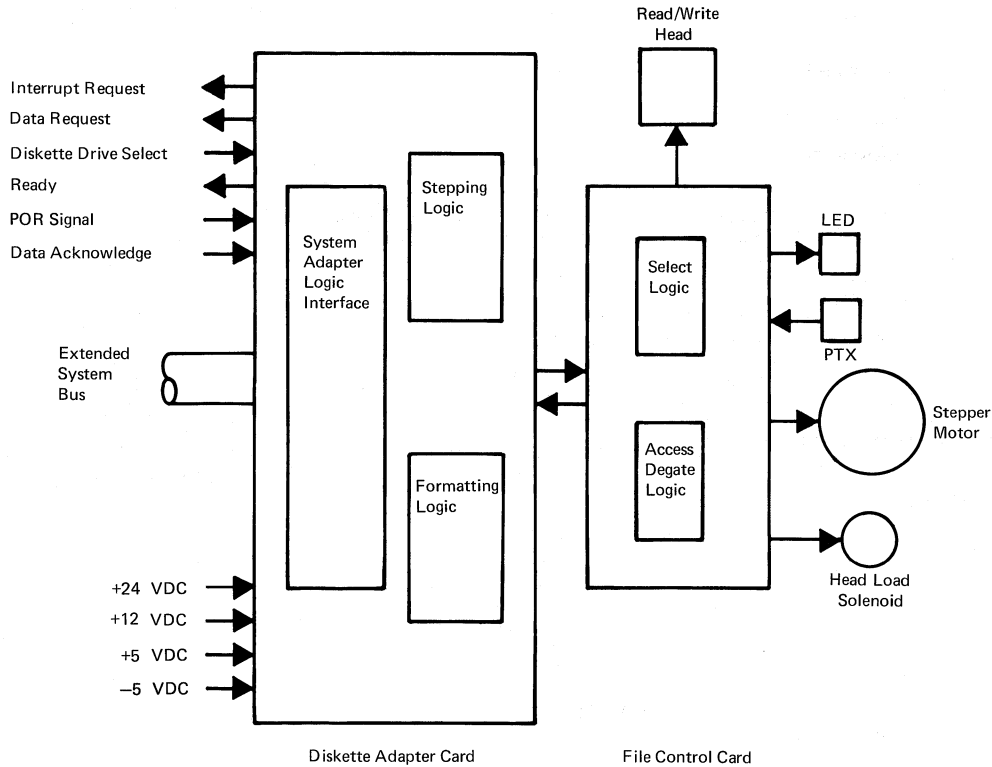 Read/Write
Head
Interrupt Request
Data Request
Diskette Drive Select
Ready
POR Signal
Data Acknowledge
Extended
System
Bus
+24 VDC
+12 VDC
+5 VDC
−5 VDC
System
Adapter
Logic
Interface
Stepping
Logic
Formatting
Logic
Select
Logic
Access
Degate
Logic
LED
PTX
Stepper
Motor
Head Load
Solenoid
Diskette Adapter Card
File Control Card